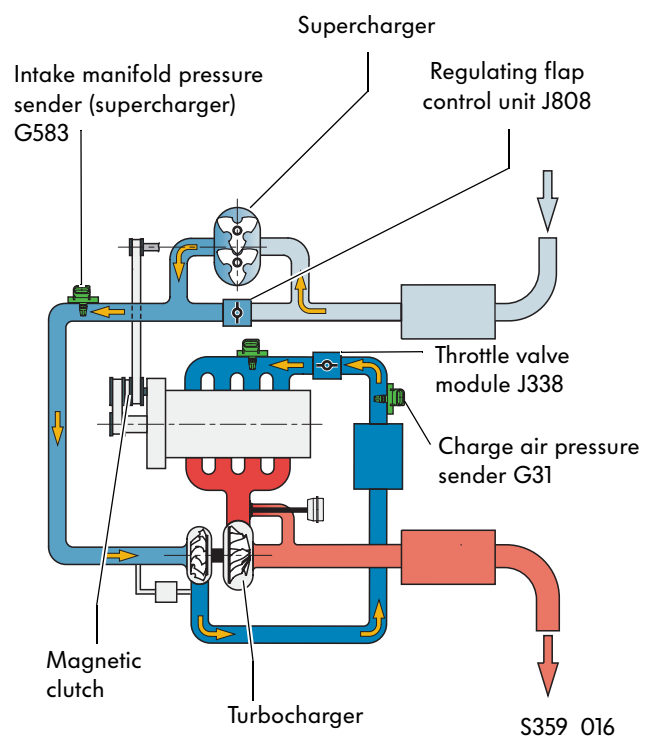 Supercharger
Intake manifold pressure
sender (supercharger)
G583
Regulating flap
control unit J808
Throttle valve
module J338
Charge air pressure
sender G31
Magnetic
clutch
Turbocharger
S359_016